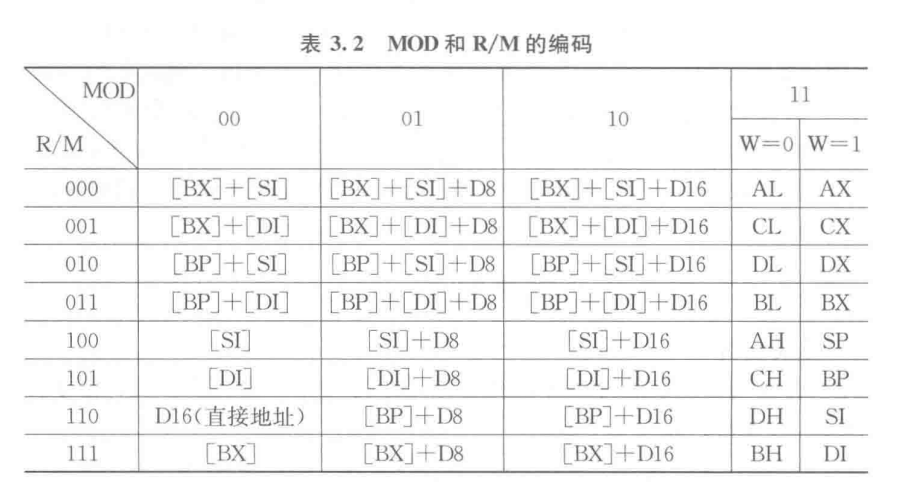 表 3.2 MOD 和 R/M 的编码
MOD
R/M
00 01 10 11
W=0 W=1
000 [BX]+[SI] [BX]+[SI]+D8 [BX]+[SI]+D16 AL AX
001 [BX]+[DI] [BX]+[DI]+D8 [BX]+[DI]+D16 CL CX
010 [BP]+[SI] [BP]+[SI]+D8 [BP]+[SI]+D16 DL DX
011 [BP]+[DI] [BP]+[DI]+D8 [BP]+[DI]+D16 BL BX
100 [SI] [SI]+D8 [SI]+D16 AH SP
101 [DI] [DI]+D8 [DI]+D16 CH BP
110 D16(直接地址) [BP]+D8 [BP]+D16 DH SI
111 [BX] [BX]+D8 [BX]+D16 BH DI